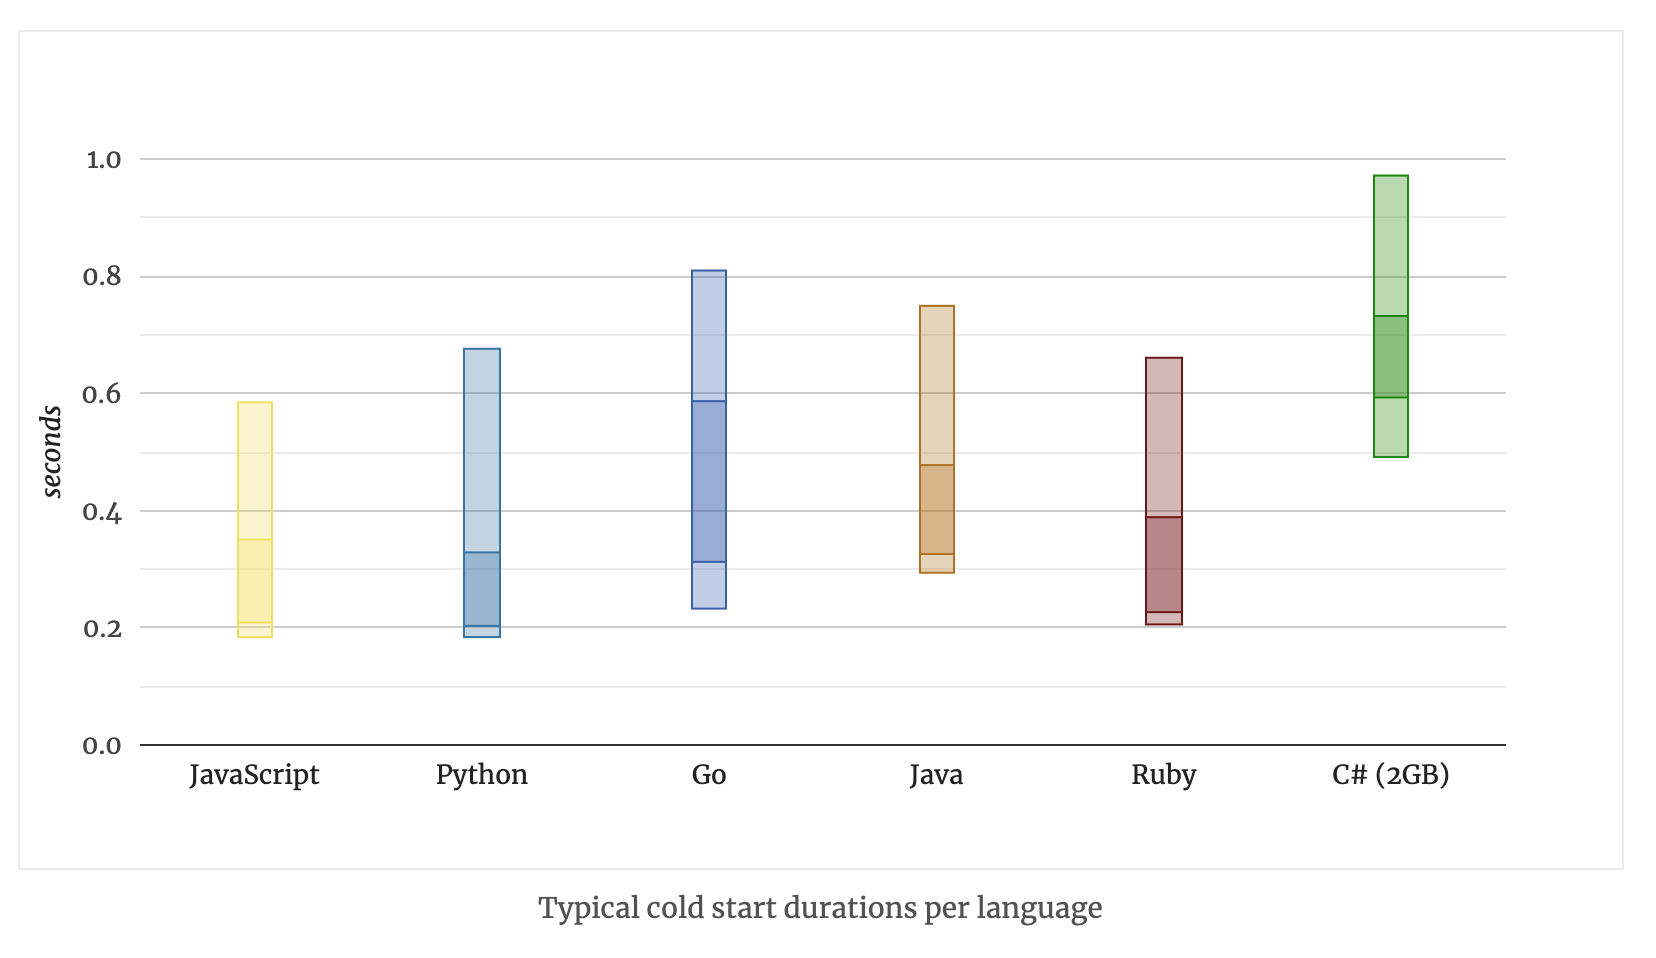 1.0
0.8
0.6
0.4
0.2
0.0
seconds
JavaScript Python Go Java Ruby C# (2GB)
Typical cold start durations per language